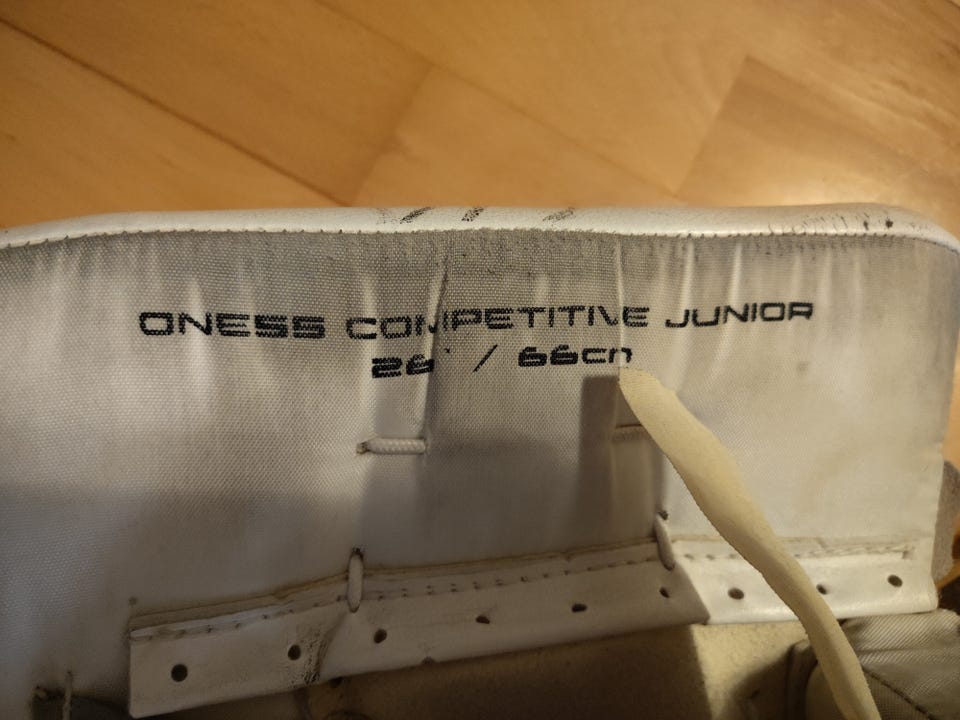 ONESS COMPETITIVE JUNIOR
26" / 66cm